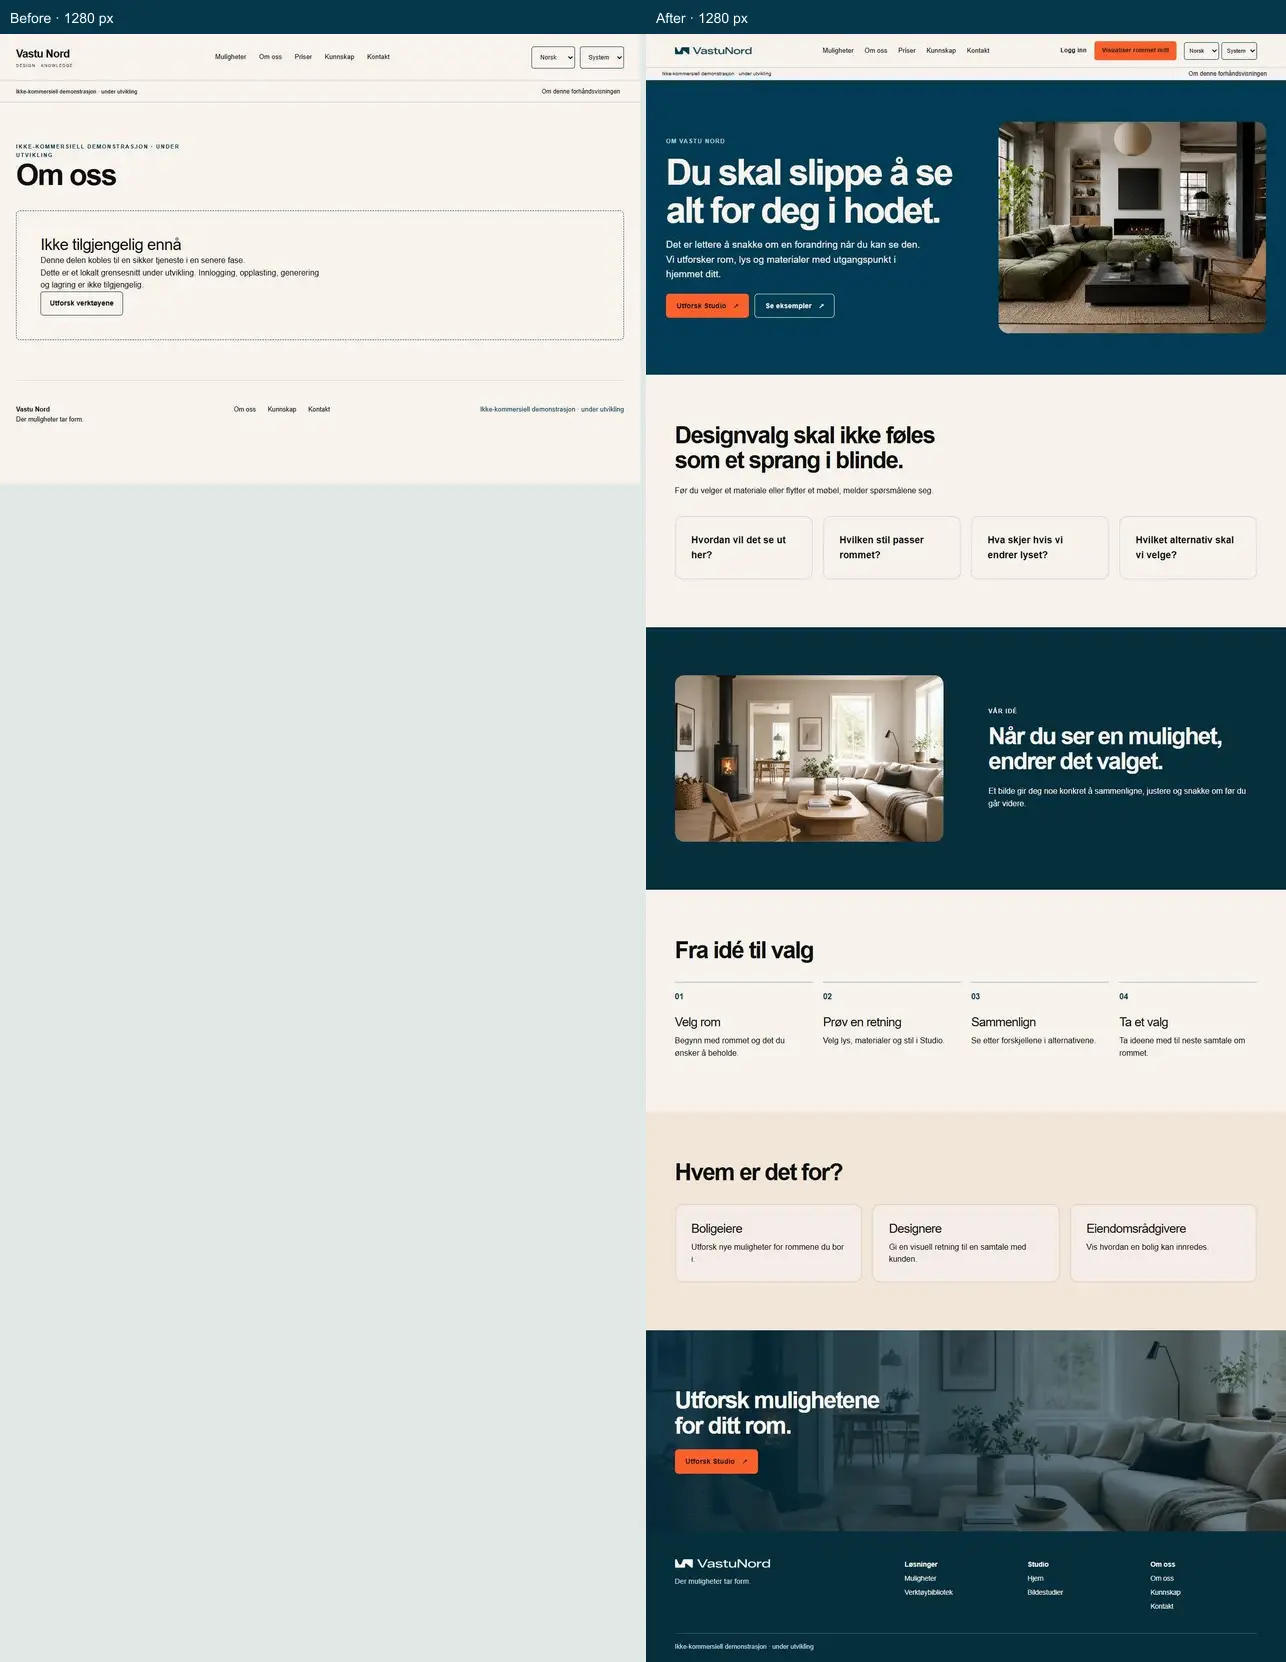 Before · 1280 px
Vastu Nord
DESIGN · KNOWLEDGE
Muligheter Om oss Priser Kunnskap Kontakt
Norsk System
Ikke-kommersiell demonstrasjon · under utvikling
Om denne forhåndsvisningen
IKKE-KOMMERSIELL DEMONSTRASJON · UNDER
UTVIKLING
Om oss
Ikke tilgjengelig ennå
Denne delen kobles til en sikker tjeneste i en senere fase.
Dette er et lokalt grensesnitt under utvikling. Innlogging, opplasting, generering
og lagring er ikke tilgjengelig.
Utforsk verktøyene
Vastu Nord
Der muligheter tar form.
Om oss Kunnskap Kontakt
Ikke-kommersiell demonstrasjon · under utvikling
After · 1280 px
VastuNord
Muligheter Om oss Priser Kunnskap Kontakt
Logg inn
Visualiser rommet mitt
Norsk System
Ikke-kommersiell demonstrasjon · under utvikling
Om denne forhåndsvisningen
OM VASTU NORD
Du skal slippe å se
alt for deg i hodet.
Det er lettere å snakke om en forandring når du kan se den.
Vi utforsker rom, lys og materialer med utgangspunkt i
hjemmet ditt.
Utforsk Studio ↗
Se eksempler ↗
Designvalg skal ikke føles
som et sprang i blinde.
Før du velger et materiale eller flytter et møbel, melder spørsmålene seg.
Hvordan vil det se ut
her?
Hvilken stil passer
rommet?
Hva skjer hvis vi
endrer lyset?
Hvilket alternativ skal
vi velge?
VÅR IDÉ
Når du ser en mulighet,
endrer det valget.
Et bilde gir deg noe konkret å sammenligne, justere og snakke om før du
går videre.
Fra idé til valg
01
Velg rom
Begynn med rommet og det du
ønsker å beholde.
02
Prøv en retning
Velg lys, materialer og stil i Studio.
03
Sammenlign
Se etter forskjellene i alternativene.
04
Ta et valg
Ta ideene med til neste samtale om
rommet.
Hvem er det for?
Boligeiere
Utforsk nye muligheter for rommene du bor
i.
Designere
Gi en visuell retning til en samtale med
kunden.
Eiendomsrådgivere
Vis hvordan en bolig kan innredes.
Utforsk mulighetene
for ditt rom.
Utforsk Studio ↗
VastuNord
Der muligheter tar form.
Løsninger
Muligheter
Verktøybibliotek
Studio
Hjem
Bildestudier
Om oss
Om oss
Kunnskap
Kontakt
Ikke-kommersiell demonstrasjon · under utvikling